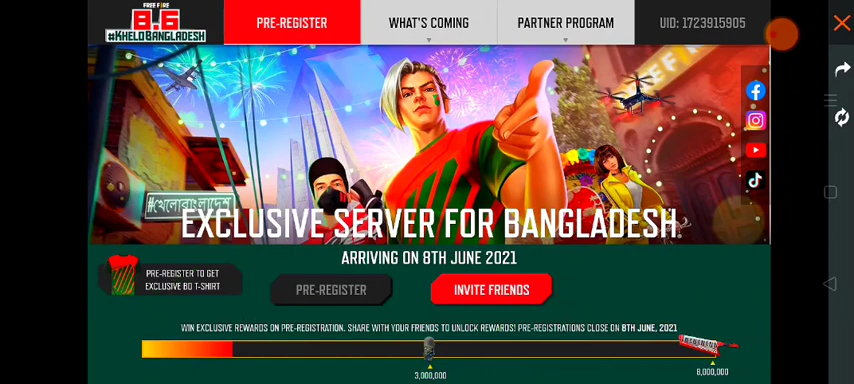 FREE FIRE
8.6
#KHELOBANGLADESH
PRE-REGISTER
WHAT'S COMING
PARTNER PROGRAM
UID: 1723915905
#খেলোবাংলাদেশ
EXCLUSIVE SERVER FOR BANGLADESH
ARRIVING ON 8TH JUNE 2021
PRE-REGISTER TO GET
EXCLUSIVE BD T-SHIRT
PRE-REGISTER
INVITE FRIENDS
WIN EXCLUSIVE REWARDS ON PRE-REGISTRATION. SHARE WITH YOUR FRIENDS TO UNLOCK REWARDS! PRE-REGISTRATIONS CLOSE ON 8TH JUNE, 2021
3,000,000
8,000,000